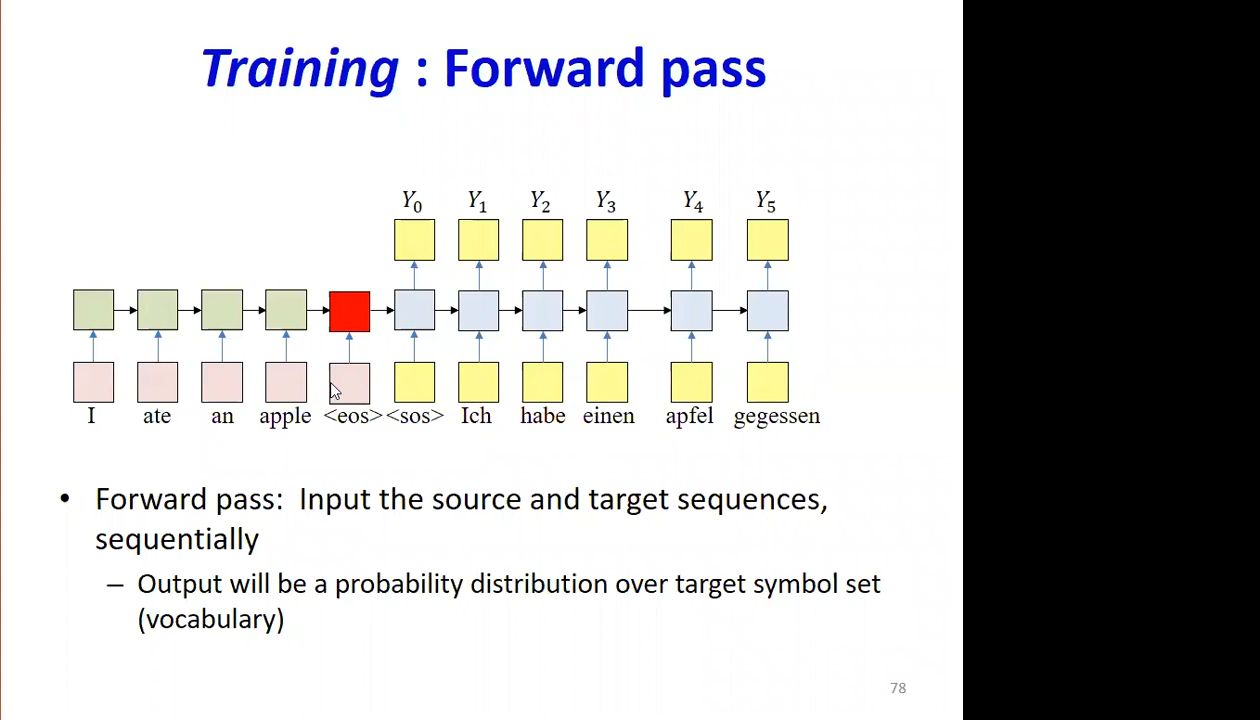 Training : Forward pass
Y0 Y1 Y2 Y3 Y4 Y5
I ate an apple <eos> <sos> Ich habe einen apfel gegessen
• Forward pass: Input the source and target sequences,
sequentially
– Output will be a probability distribution over target symbol set
(vocabulary)
78